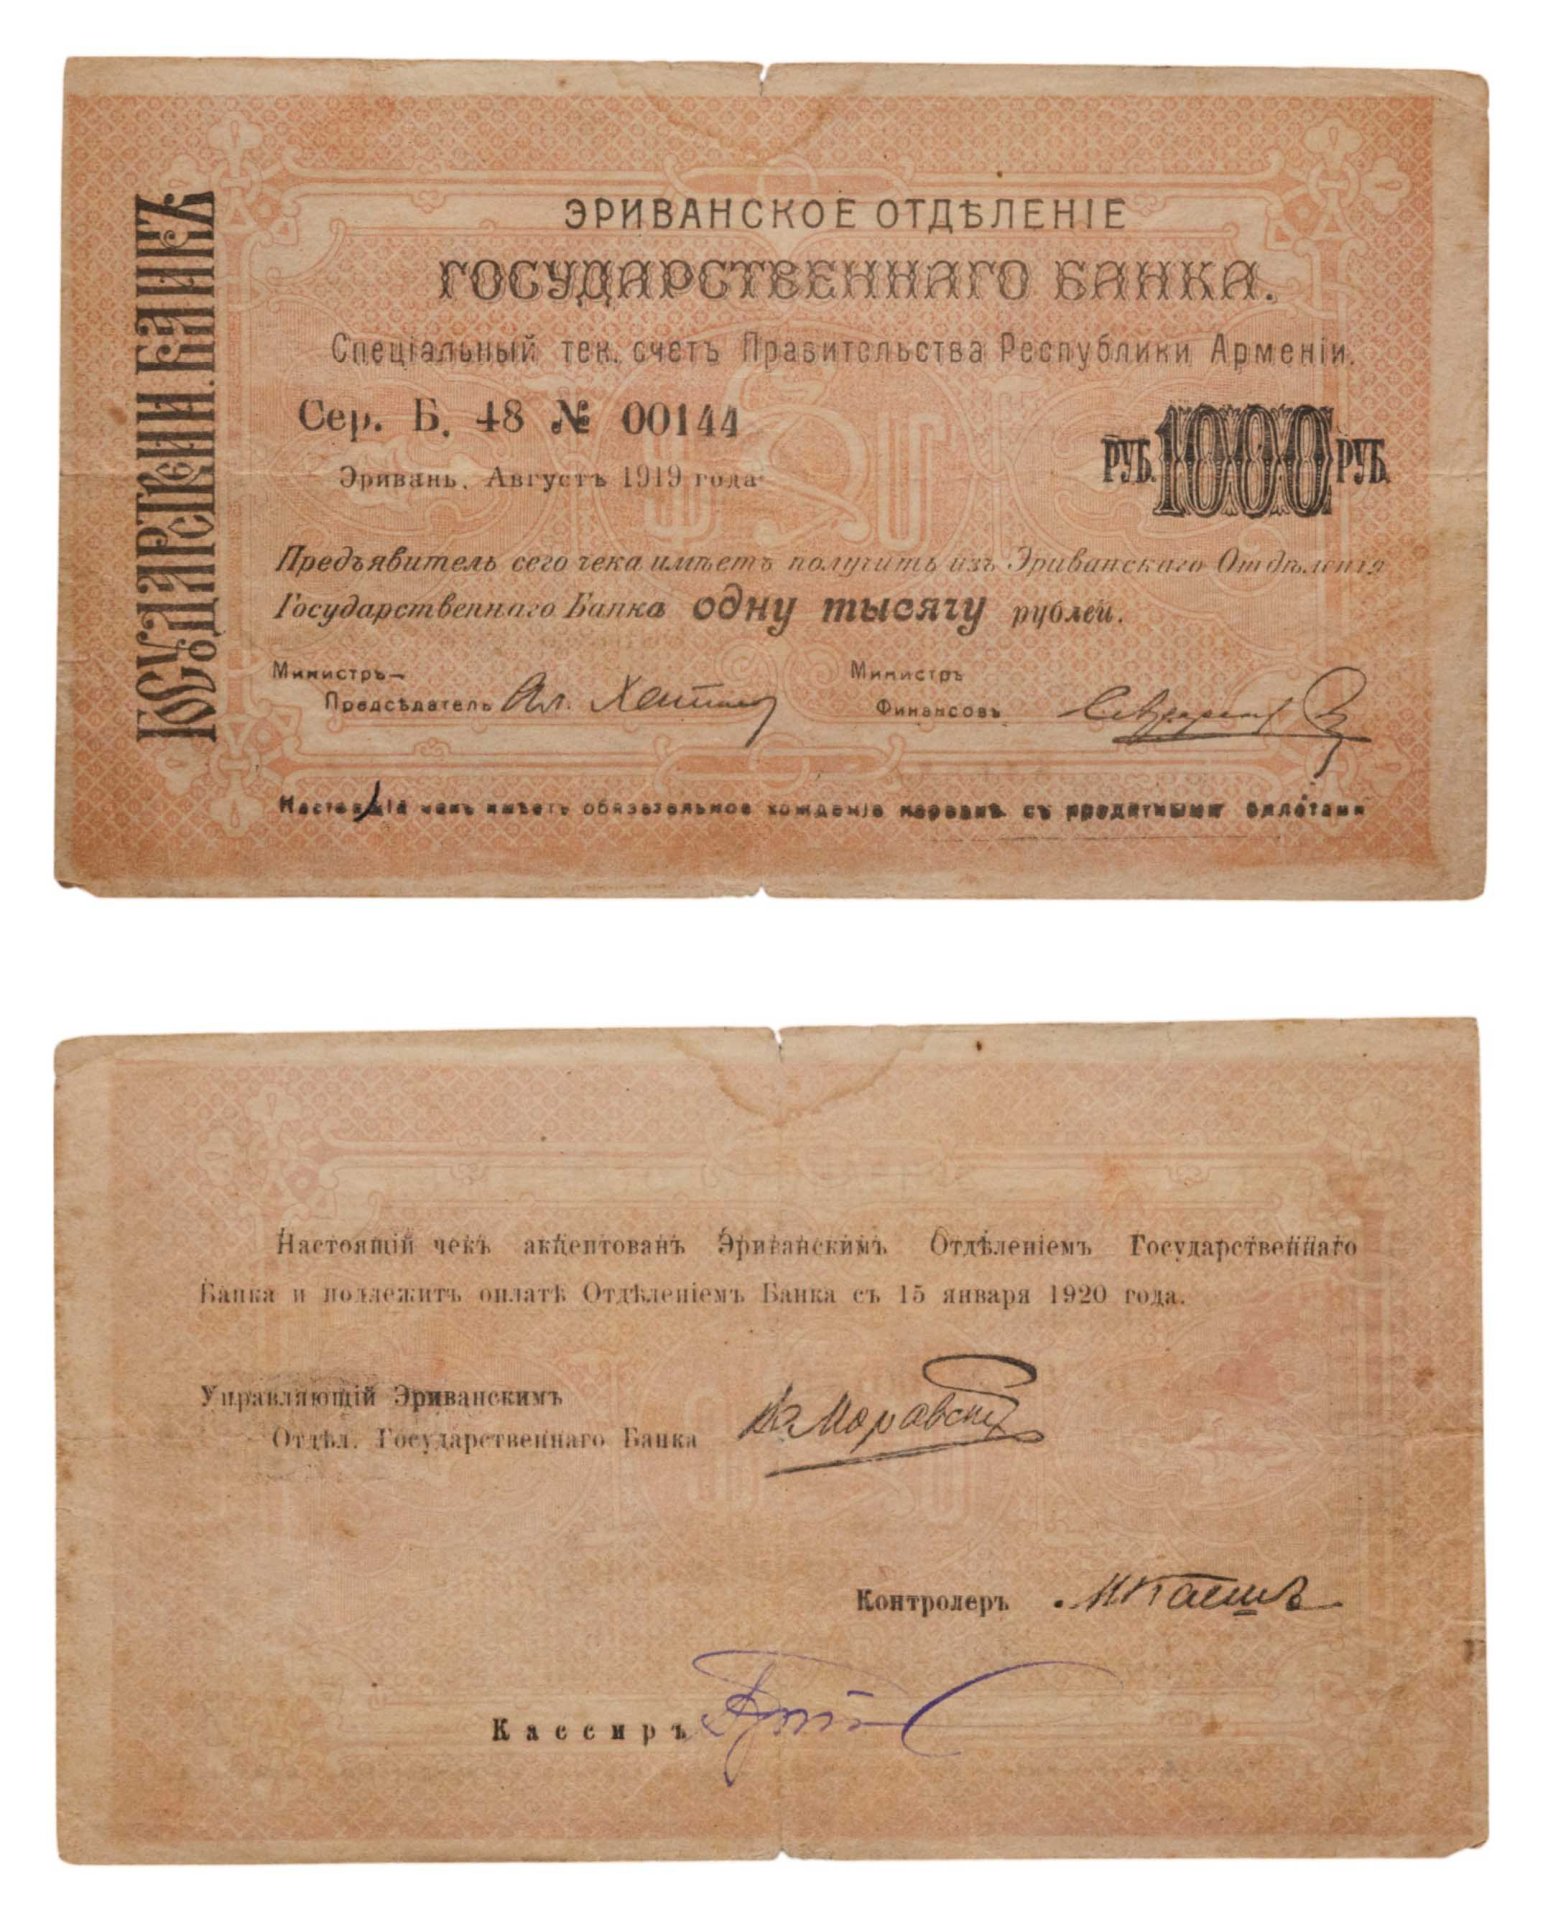 ГОСУДАРСТВЕН. БАНКЪ
ЭРИВАНСКОЕ ОТДѢЛЕНІЕ
ГОСУДАРСТВЕННАГО БАНКА.
Спеціальный тек. счетъ Правительства Республики Арменіи.
Сер. Б. 48 № 00144
Эривань, Августъ 1919 года
РУБ. 1000 РУБ.
Предъявитель сего чека имѣетъ получить изъ Эриванскаго Отдѣленія
Государственнаго Банка одну тысячу рублей.
Министръ—
Предсѣдатель Ал.
Министръ
Финансовъ
Настоящій чекъ имѣетъ обязательное хожденіе наравнѣ съ кредитными билетами
Настоящій чекъ акцептованъ Эриванскимъ Отдѣленіемъ Государственнаго
Банка и подлежитъ оплатѣ Отдѣленіемъ Банка съ 15 января 1920 года.
Управляющій Эриванскимъ
Отдѣл. Государственнаго Банка
Контролеръ
Кассиръ